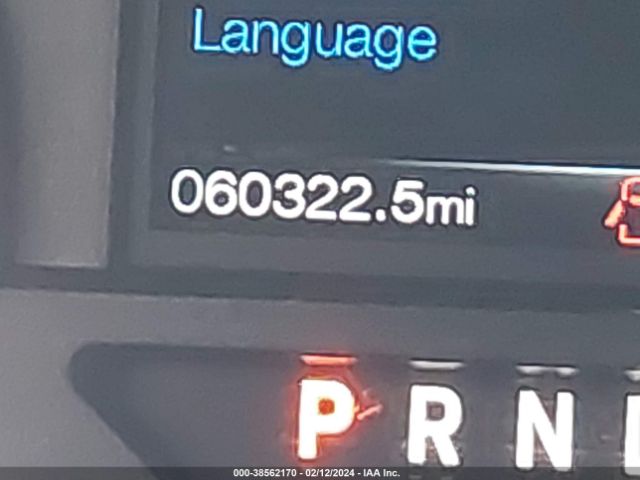 Language
060322.5mi
P R N
000-38562170 - 02/12/2024 - IAA Inc.